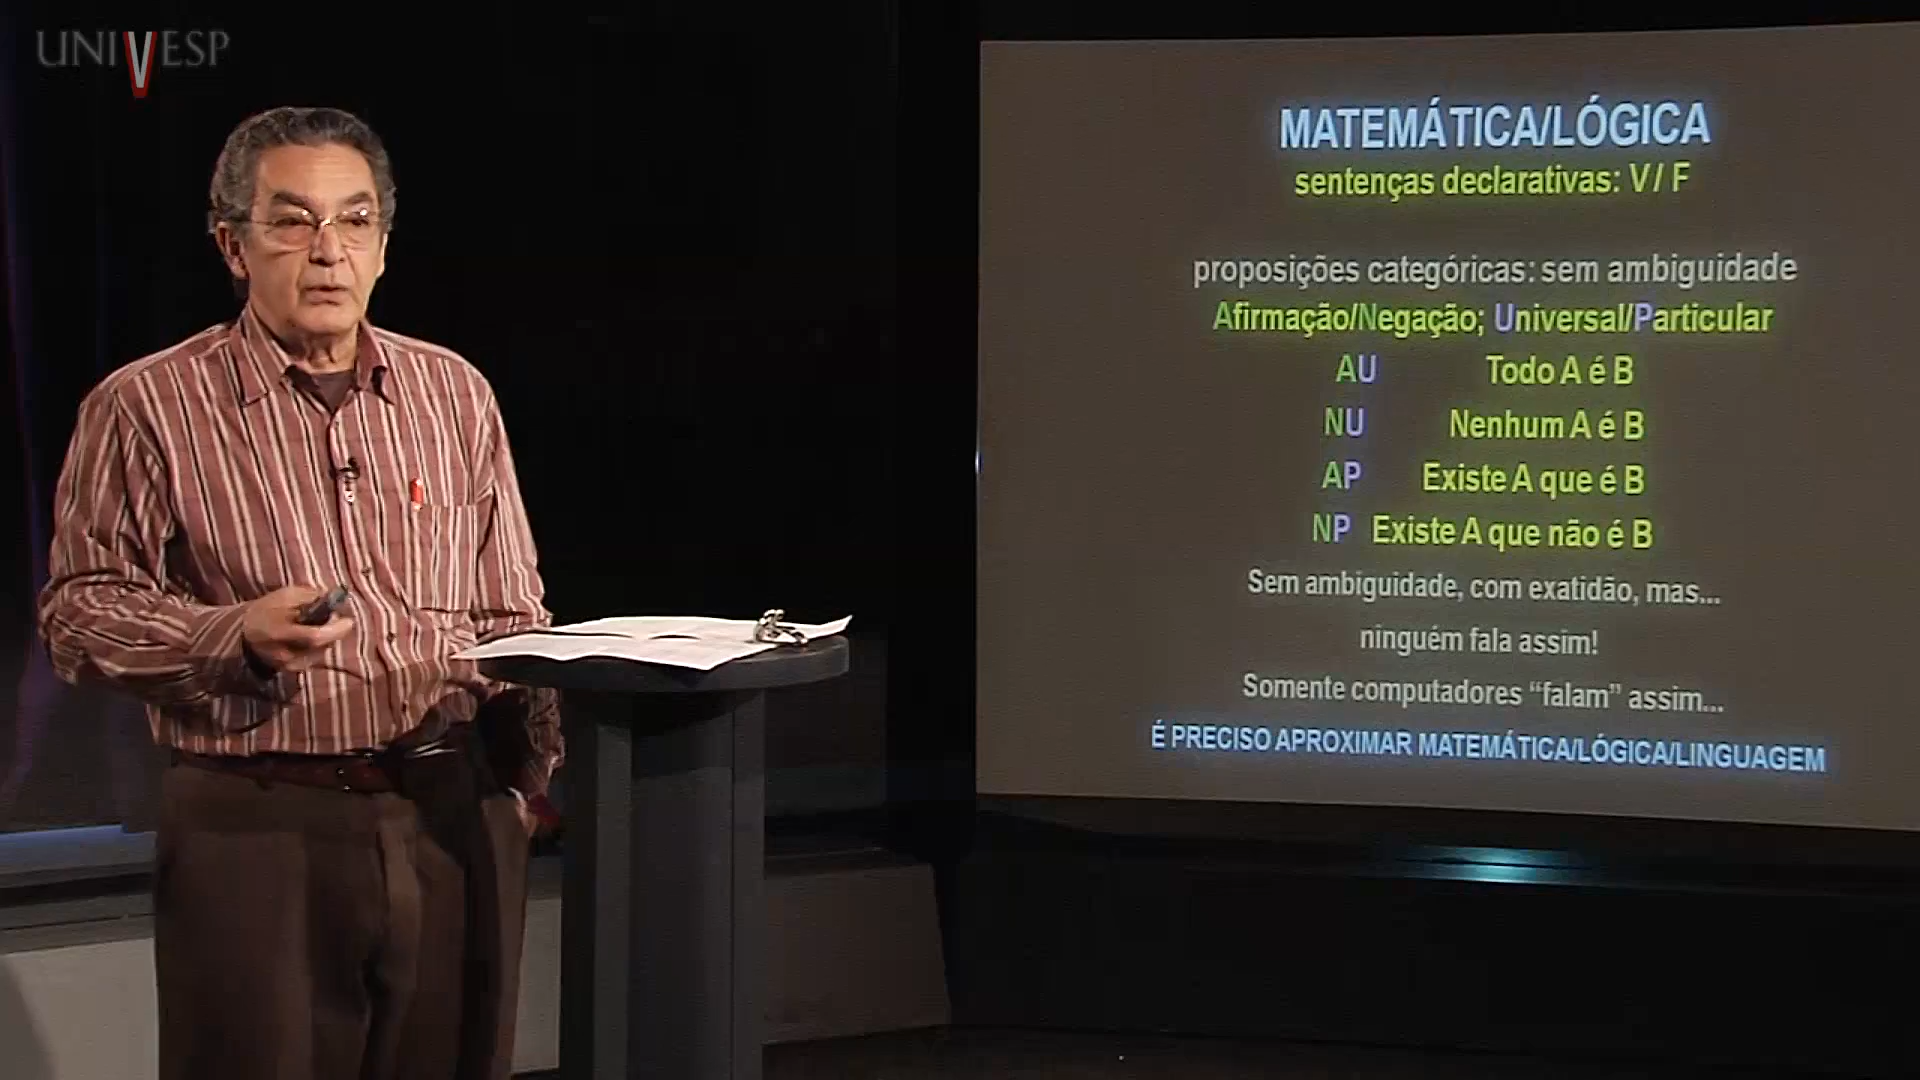 UNIVESP
MATEMÁTICA/LÓGICA
sentenças declarativas: V / F
proposições categóricas: sem ambiguidade
Afirmação/Negação; Universal/Particular
AU Todo A é B
NU Nenhum A é B
AP Existe A que é B
NP Existe A que não é B
Sem ambiguidade, com exatidão, mas...
ninguém fala assim!
Somente computadores “falam” assim...
É PRECISO APROXIMAR MATEMÁTICA/LÓGICA/LINGUAGEM